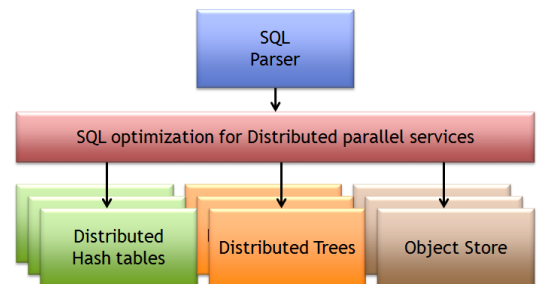 SQL
Parser
SQL optimization for Distributed parallel services
Distributed
Hash tables
Distributed Trees
Object Store